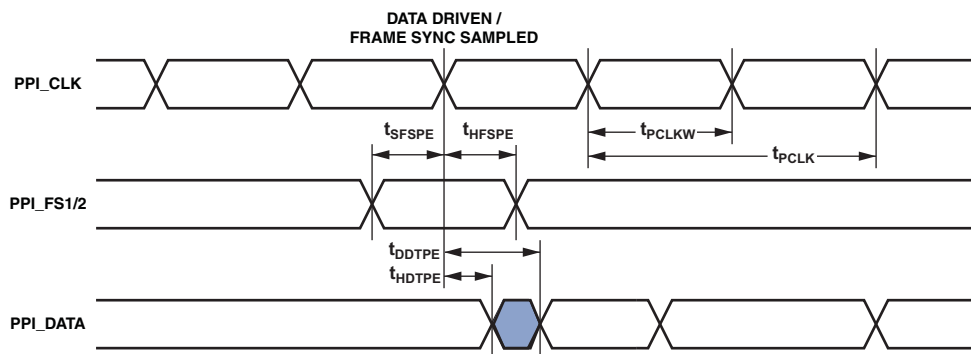 DATA DRIVEN /
FRAME SYNC SAMPLED
PPI_CLK
tSFSPE
tHFSPE
tPCLKW
tPCLK
PPI_FS1/2
tDDTPE
tHDTPE
PPI_DATA